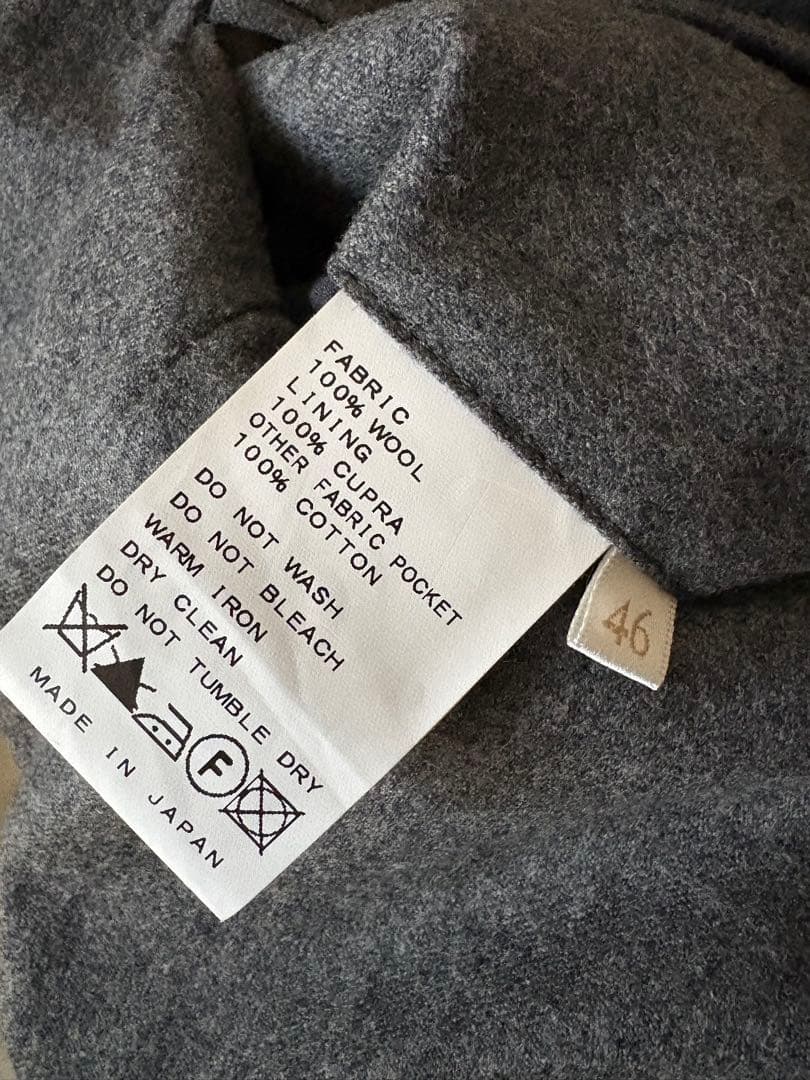 FABRIC
100% WOOL
LINING
100% CUPRA
OTHER FABRIC POCKET
100% COTTON
DO NOT WASH
DO NOT BLEACH
WARM IRON
DRY CLEAN
DO NOT TUMBLE DRY
F
MADE IN JAPAN
46